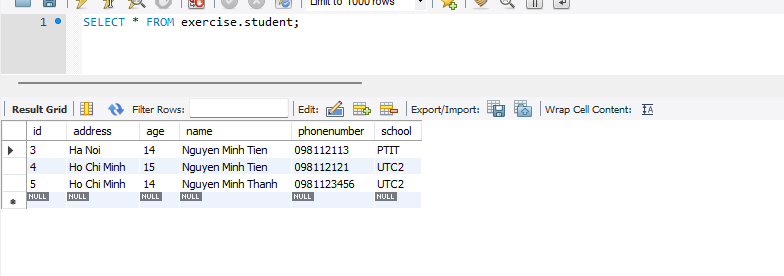 Limit to 1000 rows
1 SELECT * FROM exercise.student;
Result Grid Filter Rows: Edit: Export/Import: Wrap Cell Content: IA
id address age name phonenumber school
3 Ha Noi 14 Nguyen Minh Tien 098112113 PTIT
4 Ho Chi Minh 15 Nguyen Minh Tien 098112121 UTC2
5 Ho Chi Minh 14 Nguyen Minh Thanh 0981123456 UTC2
NULL NULL NULL NULL NULL NULL